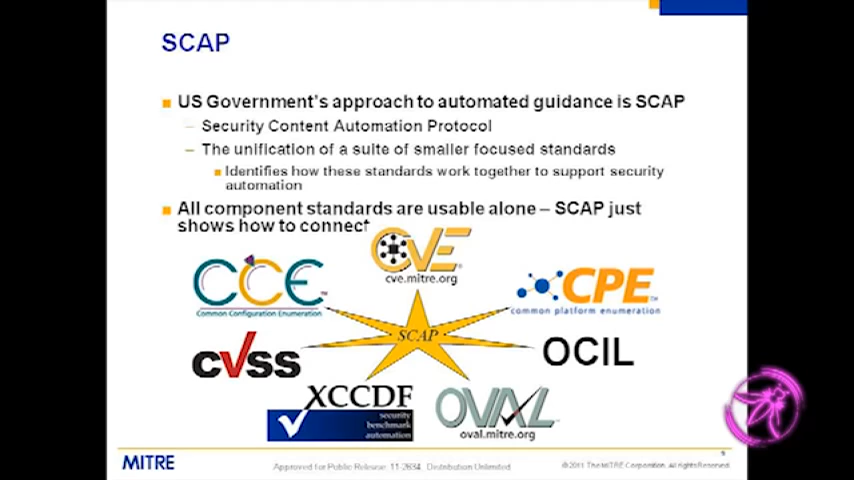 SCAP
US Government's approach to automated guidance is SCAP
– Security Content Automation Protocol
– The unification of a suite of smaller focused standards
Identifies how these standards work together to support security
automation
All component standards are usable alone – SCAP just
shows how to connect
CVE
cve.mitre.org
CCE TM
Common Configuration Enumeration
CPE TM
common platform enumeration
SCAP
CVSS
OCIL
XCCDF
security
benchmark
automation
OVAL
oval.mitre.org
MITRE
Approved for Public Release: 11-2634 Distribution Unlimited
© 2011 The MITRE Corporation. All rights Reserved.